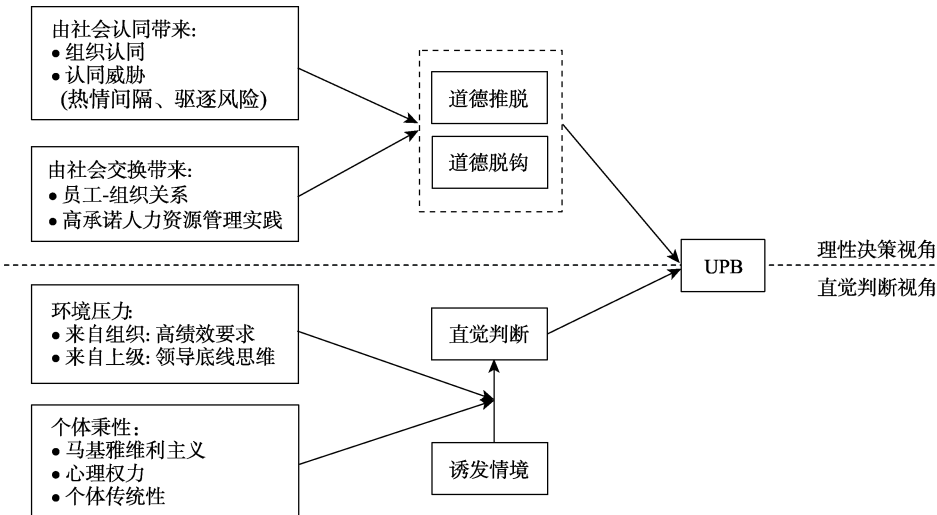 由社会认同带来:
● 组织认同
● 认同威胁
(热情间隔、驱逐风险)
道德推脱
道德脱钩
由社会交换带来:
● 员工-组织关系
● 高承诺人力资源管理实践
UPB
理性决策视角
直觉判断视角
环境压力:
● 来自组织: 高绩效要求
● 来自上级: 领导底线思维
直觉判断
个体秉性:
● 马基雅维利主义
● 心理权力
● 个体传统性
诱发情境